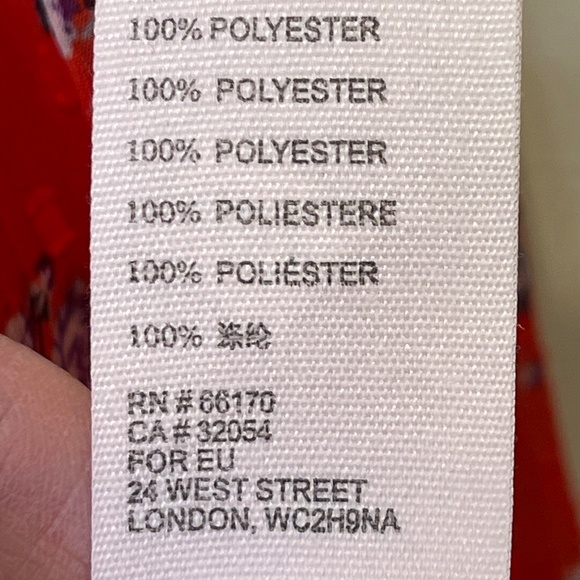 100% POLYESTER
100% POLYESTER
100% POLYESTER
100% POLIESTERE
100% POLIÉSTER
100% 涤纶
RN # 66170
CA # 32054
FOR EU
24 WEST STREET
LONDON, WC2H9NA